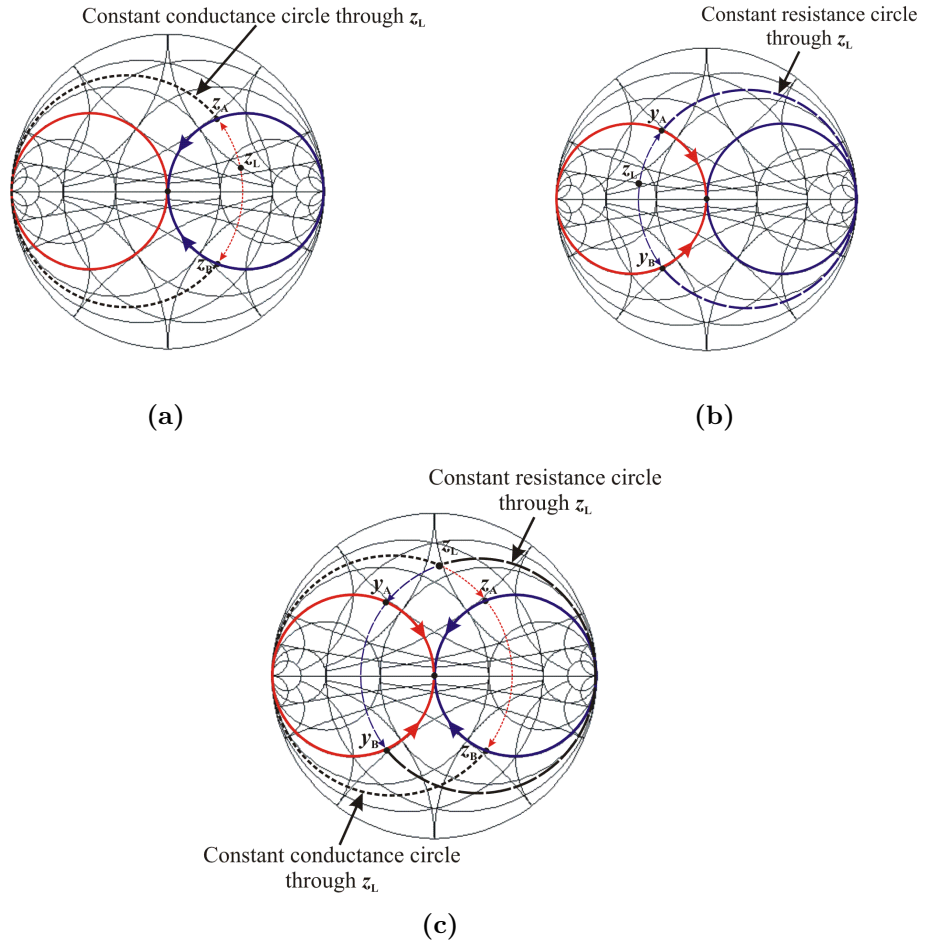 Constant conductance circle through zL
zA
zL
zB
(a)
Constant resistance circle
through zL
yA
zL
yB
(b)
Constant resistance circle
through zL
zL
yA
zA
yB
zB
Constant conductance circle
through zL
(c)